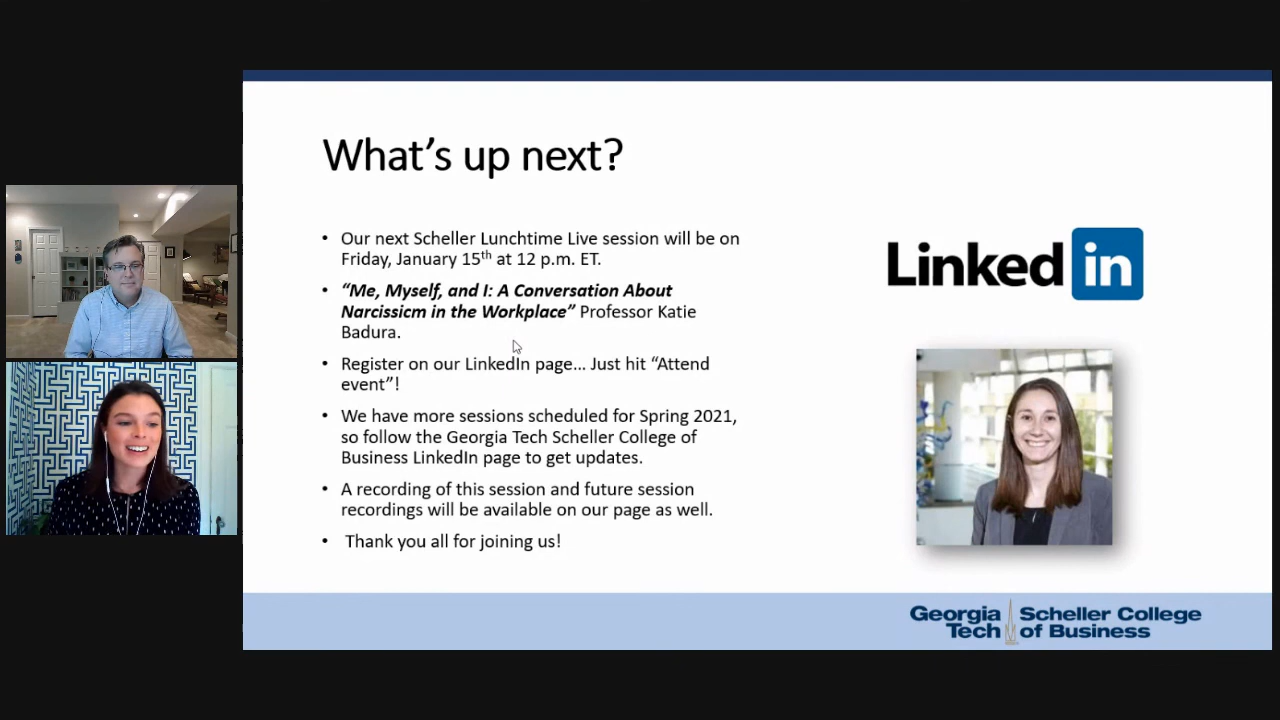 What's up next?
• Our next Scheller Lunchtime Live session will be on
Friday, January 15th at 12 p.m. ET.
• “Me, Myself, and I: A Conversation About
Narcissicm in the Workplace” Professor Katie
Badura.
• Register on our LinkedIn page... Just hit “Attend
event”!
• We have more sessions scheduled for Spring 2021,
so follow the Georgia Tech Scheller College of
Business LinkedIn page to get updates.
• A recording of this session and future session
recordings will be available on our page as well.
• Thank you all for joining us!
Linked in
Georgia Tech
Scheller College
of Business